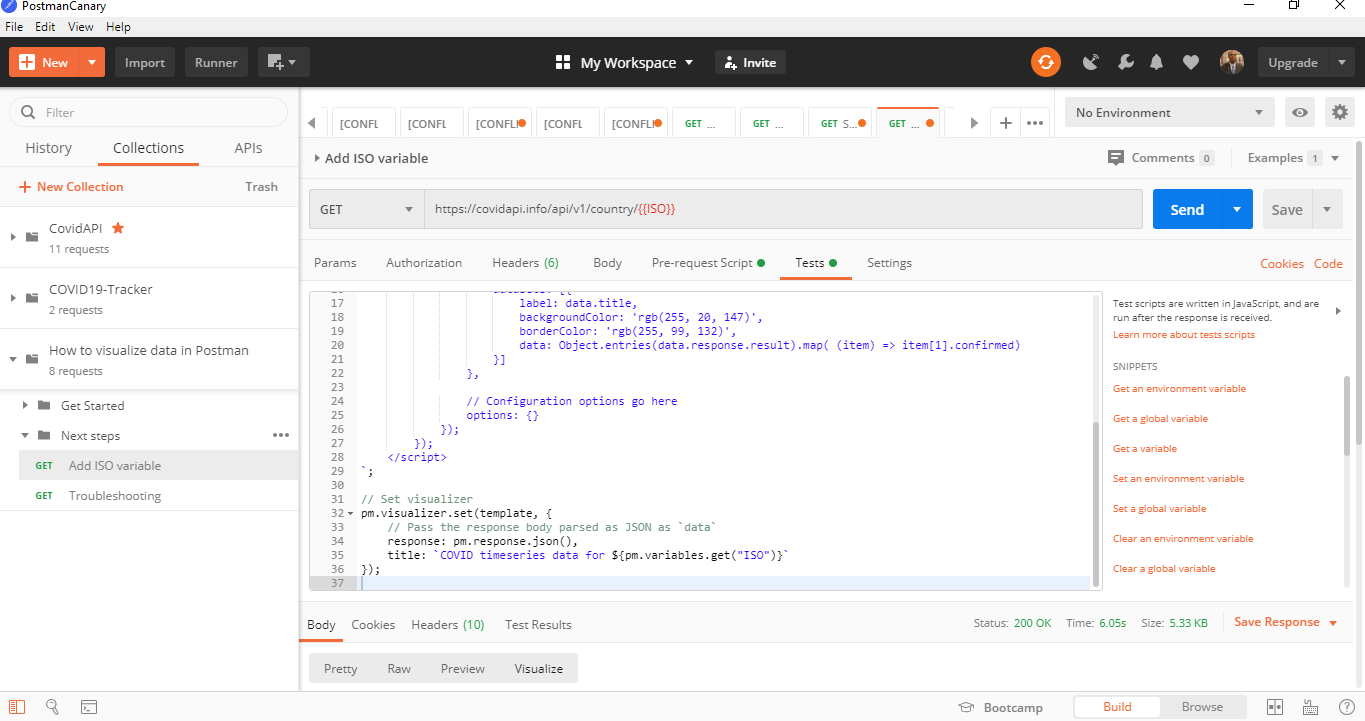 PostmanCanary
File Edit View Help
New Import Runner My Workspace Invite Upgrade
Filter
History Collections APIs
New Collection Trash
CovidAPI
11 requests
COVID19-Tracker
2 requests
How to visualize data in Postman
8 requests
Get Started
Next steps
GET Add ISO variable
GET Troubleshooting
[CONFL [CONFL [CONFL [CONFL [CONFL GET ... GET ... GET S... GET ...
No Environment
Add ISO variable Comments 0 Examples 1
GET https://covidapi.info/api/v1/country/{{ISO}} Send Save
Params Authorization Headers (6) Body Pre-request Script Tests Settings Cookies Code
17 label: data.title,
18 backgroundColor: 'rgb(255, 20, 147)',
19 borderColor: 'rgb(255, 99, 132)',
20 data: Object.entries(data.response.result).map( (item) => item[1].confirmed)
21 }]
22 },
23
24 // Configuration options go here
25 options: {}
26 });
27 });
28 </script>
29 `;
30
31 // Set visualizer
32 pm.visualizer.set(template, {
33 // Pass the response body parsed as JSON as `data`
34 response: pm.response.json(),
35 title: `COVID timeseries data for ${pm.variables.get("ISO")}`
36 });
37
Test scripts are written in JavaScript, and are
run after the response is received.
Learn more about tests scripts
SNIPPETS
Get an environment variable
Get a global variable
Get a variable
Set an environment variable
Set a global variable
Clear an environment variable
Clear a global variable
Body Cookies Headers (10) Test Results Status: 200 OK Time: 6.05s Size: 5.33 KB Save Response
Pretty Raw Preview Visualize
Bootcamp Build Browse